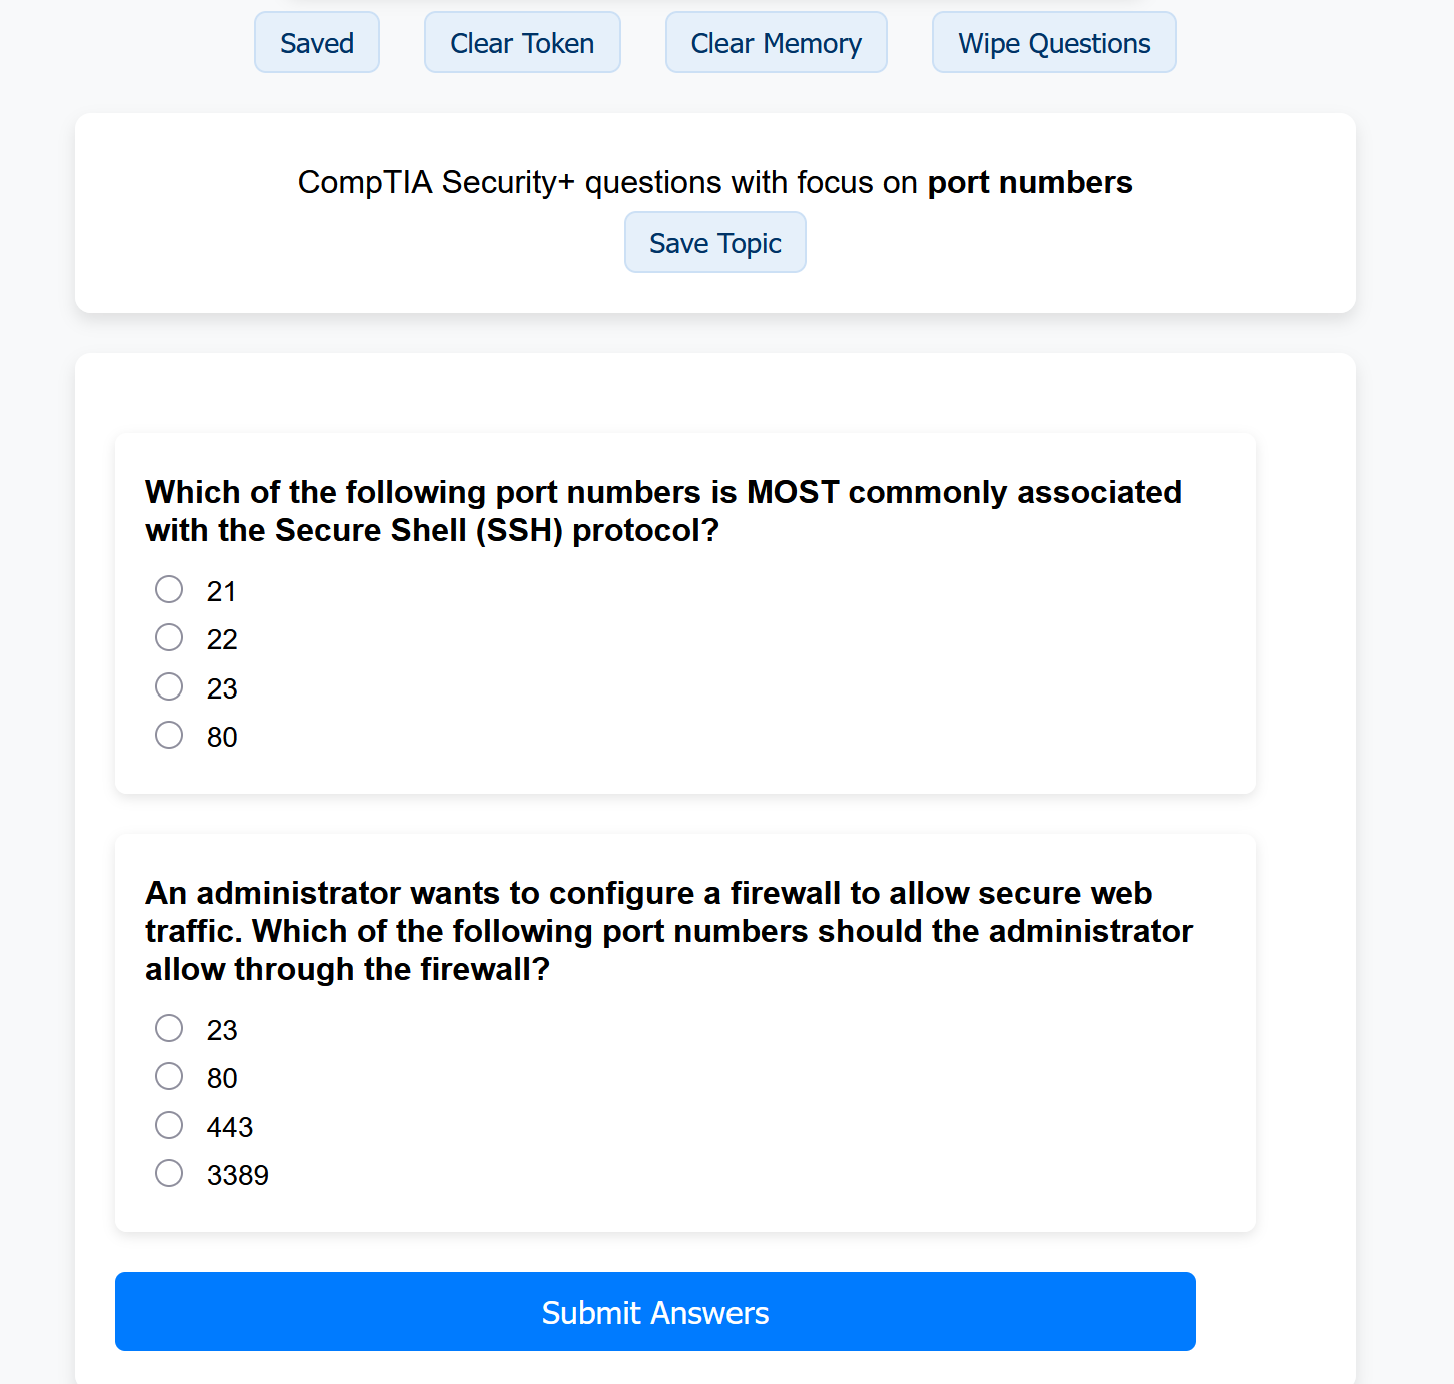 Saved
Clear Token
Clear Memory
Wipe Questions
CompTIA Security+ questions with focus on port numbers
Save Topic
Which of the following port numbers is MOST commonly associated
with the Secure Shell (SSH) protocol?
21
22
23
80
An administrator wants to configure a firewall to allow secure web
traffic. Which of the following port numbers should the administrator
allow through the firewall?
23
80
443
3389
Submit Answers